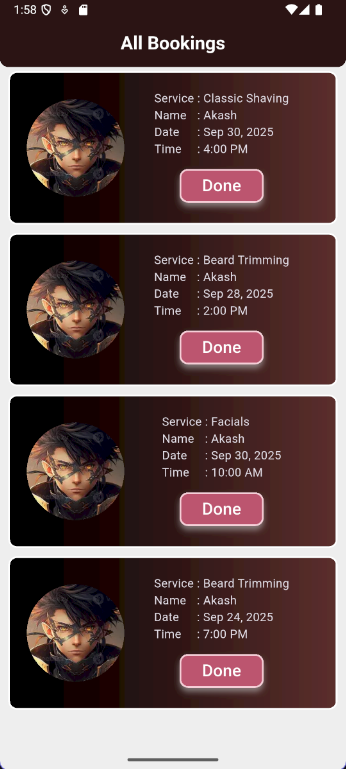 1:58
All Bookings
Service : Classic Shaving
Name : Akash
Date : Sep 30, 2025
Time : 4:00 PM
Done
Service : Beard Trimming
Name : Akash
Date : Sep 28, 2025
Time : 2:00 PM
Done
Service : Facials
Name : Akash
Date : Sep 30, 2025
Time : 10:00 AM
Done
Service : Beard Trimming
Name : Akash
Date : Sep 24, 2025
Time : 7:00 PM
Done